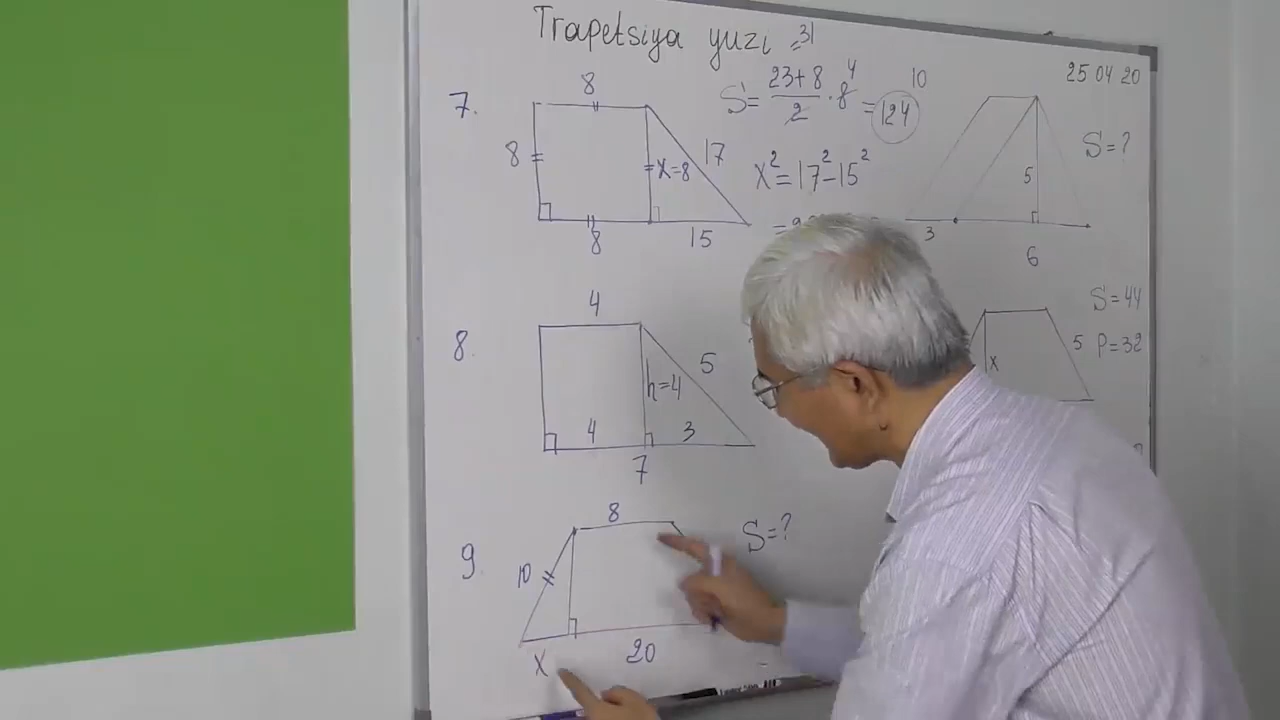 Trapetsiya yuzi
25 04 20
7.
8
8
x=8
17
8
15
=31
S = (23+8)/2 · 8 4 = 124
x² = 17² - 15²
10
S=?
5
3
6
8.
4
5
h=4
4
3
7
S=44
5
P=32
x
9.
8
10
x
20
S=?